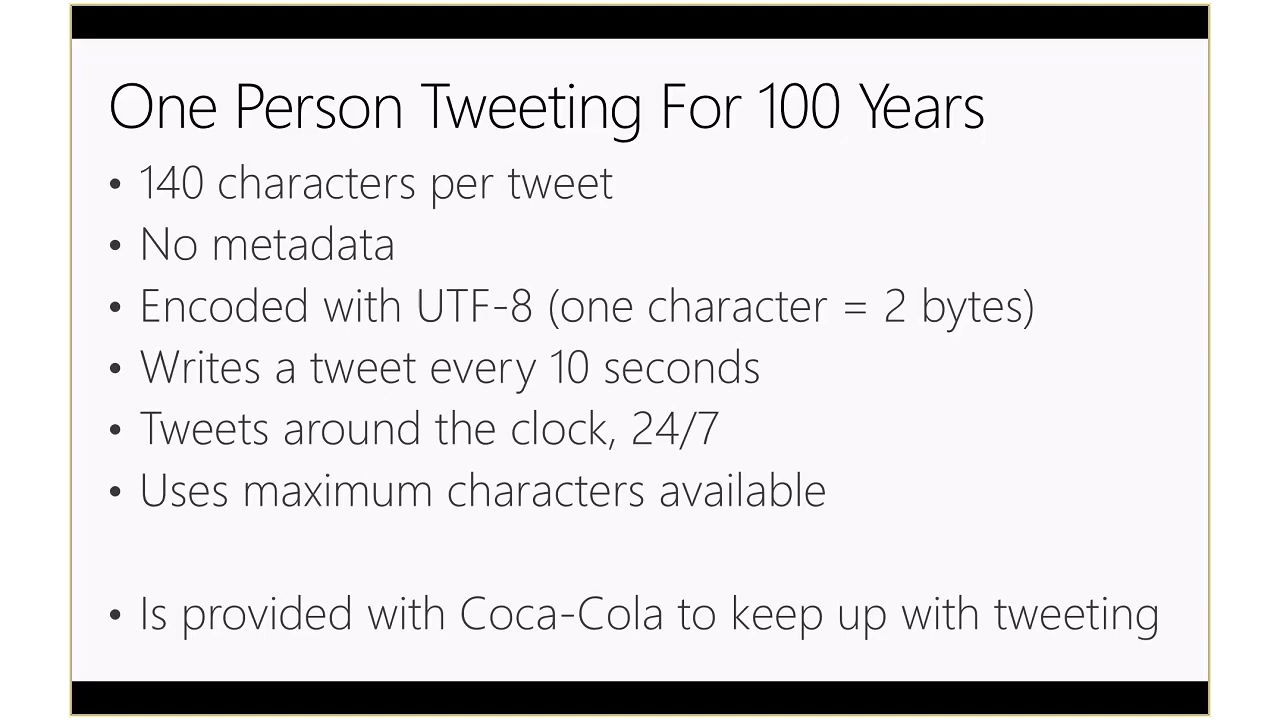 One Person Tweeting For 100 Years
• 140 characters per tweet
• No metadata
• Encoded with UTF-8 (one character = 2 bytes)
• Writes a tweet every 10 seconds
• Tweets around the clock, 24/7
• Uses maximum characters available
• Is provided with Coca-Cola to keep up with tweeting